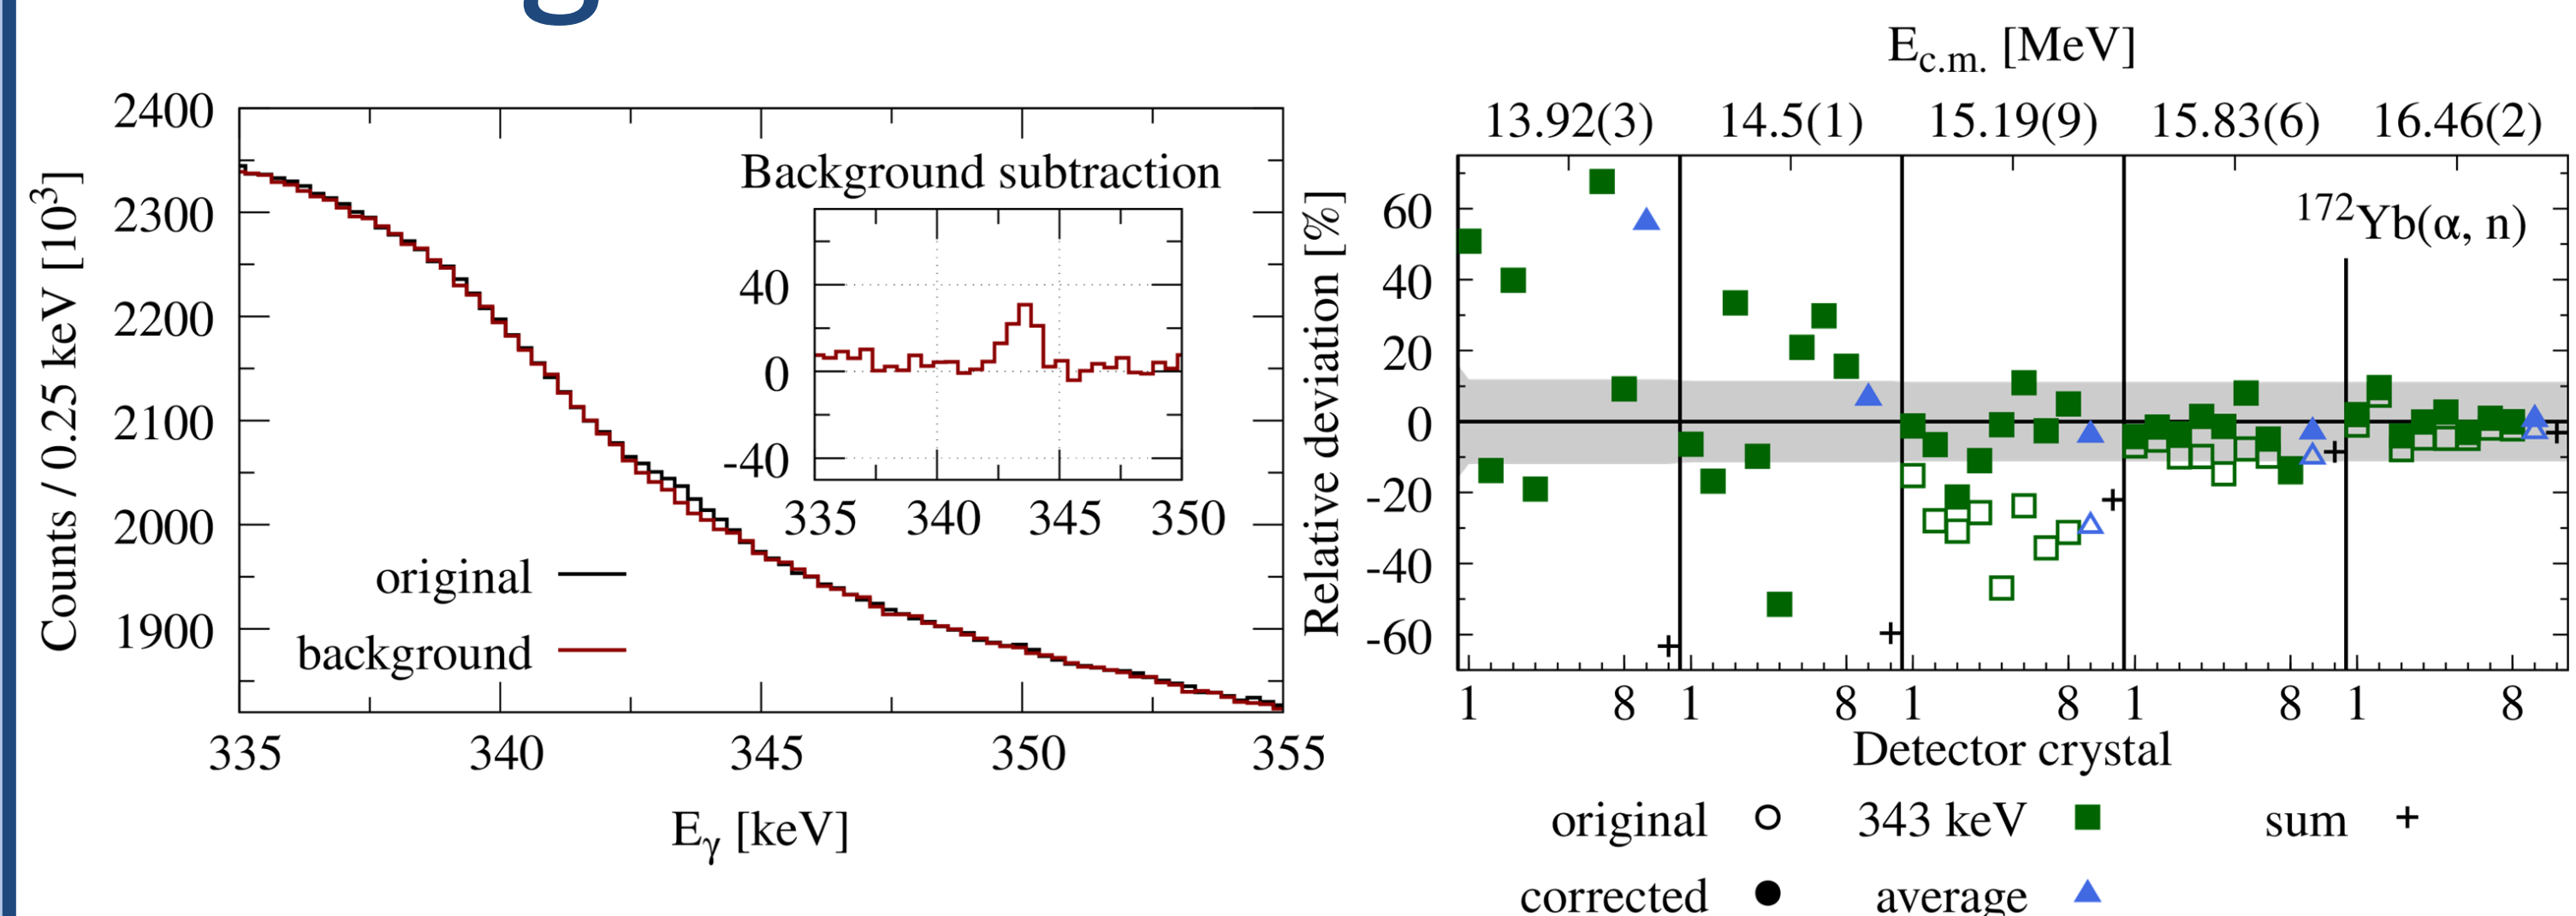 g
2400
2300
2200
2100
2000
1900
Counts / 0.25 keV [10³]
Background subtraction
40
0
-40
335 340 345 350
original
background
335 340 345 350 355
Eγ [keV]
Ec.m. [MeV]
13.92(3) 14.5(1) 15.19(9) 15.83(6) 16.46(2)
¹⁷²Yb(α, n)
Relative deviation [%]
60
40
20
0
-20
-40
-60
1 8 1 8 1 8 1 8 1 8
Detector crystal
original 343 keV sum
corrected average